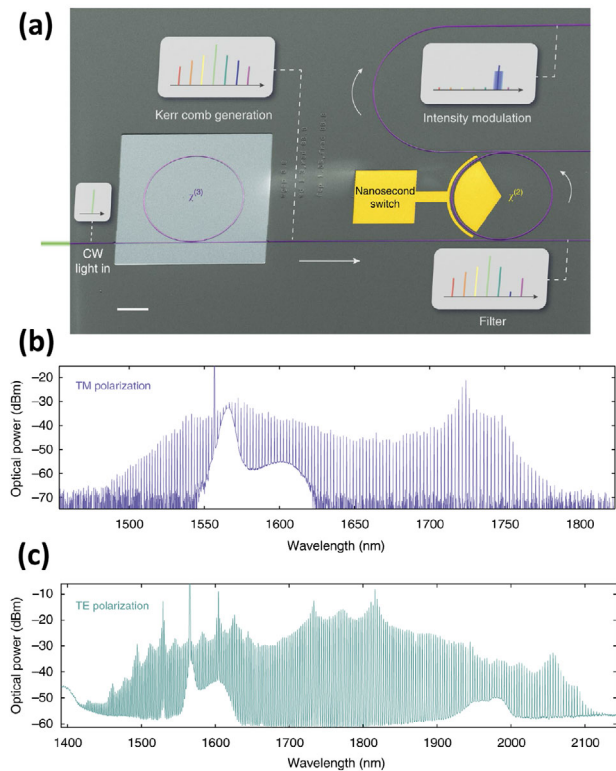 (a)
Kerr comb generation
Intensity modulation
χ(3)
Nanosecond
switch
χ(2)
CW
light in
Filter
(b)
TM polarization
Optical power (dBm)
−20
−30
−40
−50
−60
−70
1500
1550
1600
1650
1700
1750
1800
Wavelength (nm)
(c)
TE polarization
Optical power (dBm)
−10
−20
−30
−40
−50
−60
1400
1500
1600
1700
1800
1900
2000
2100
Wavelength (nm)